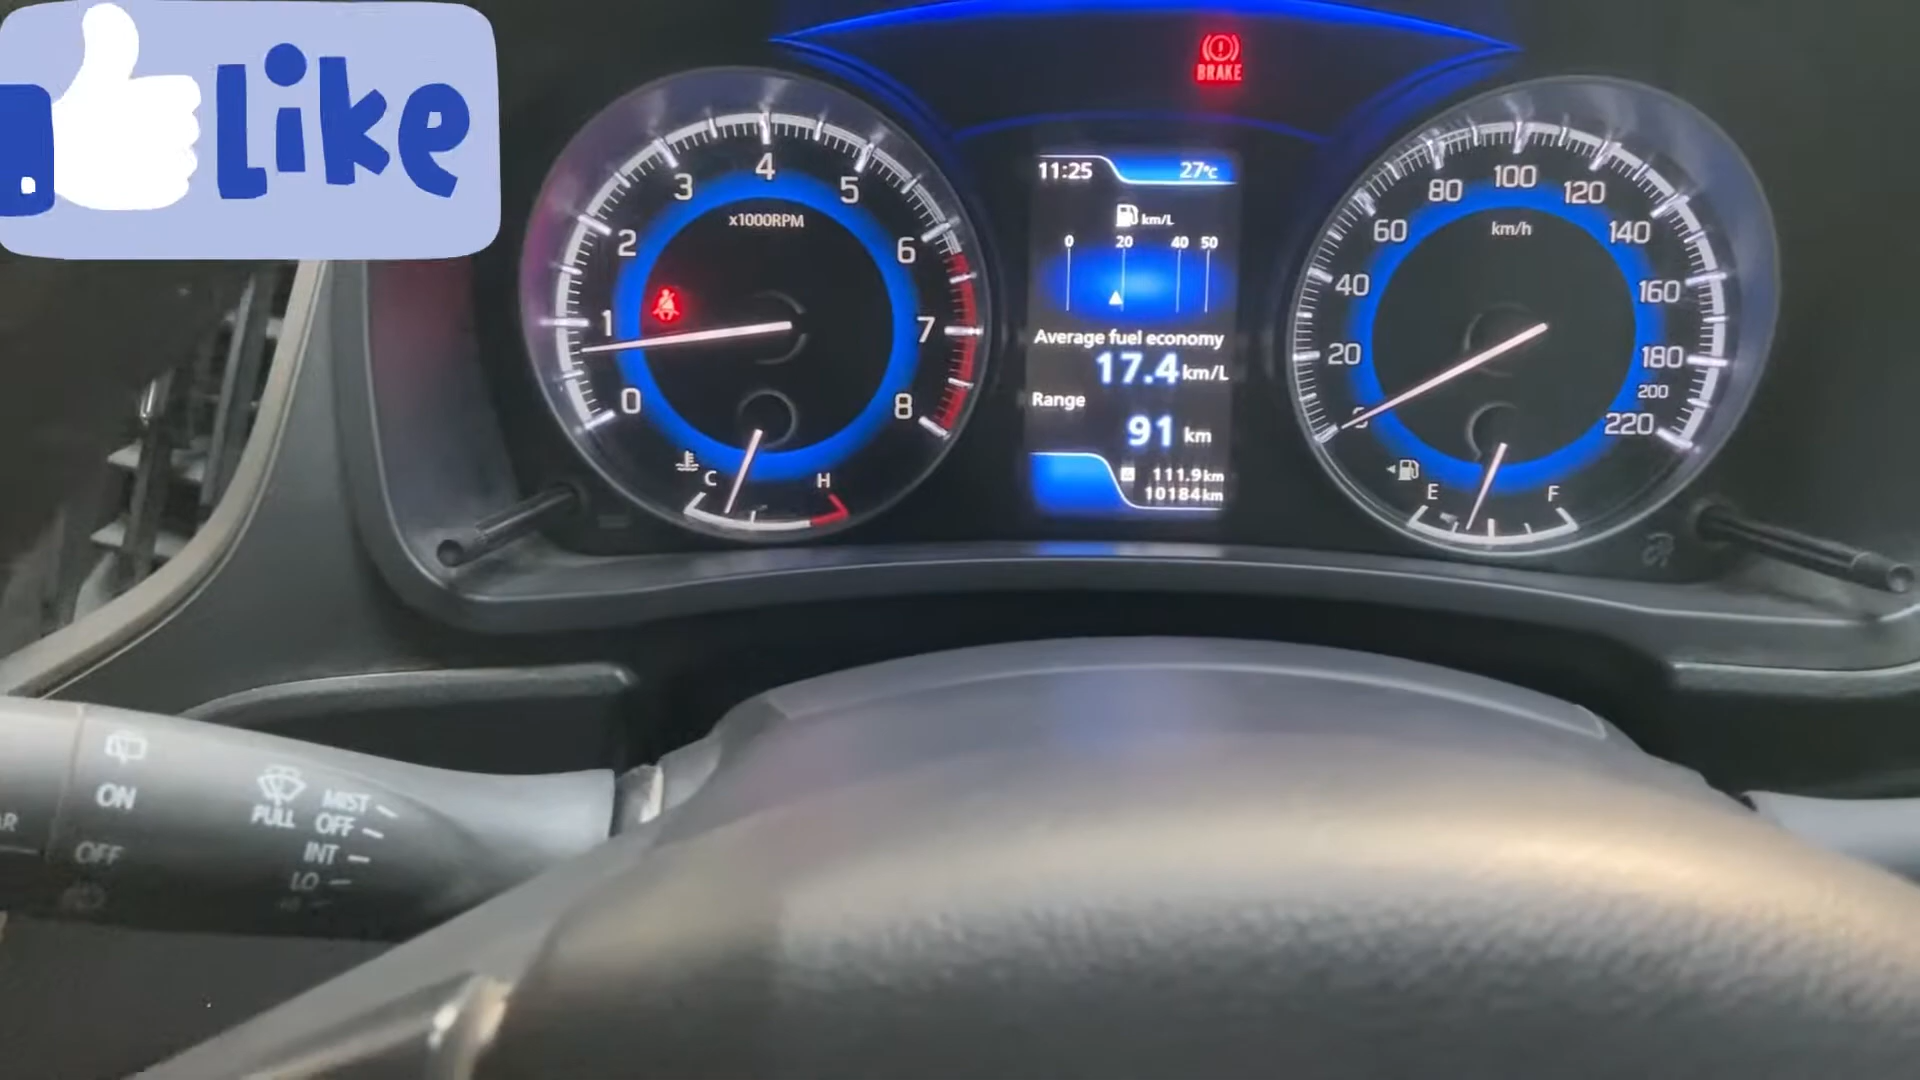 Like
BRAKE
0
1
2
3
4
5
6
7
8
x1000RPM
C
H
11:25
27°C
km/L
0 20 40 50
Average fuel economy
17.4 km/L
Range
91 km
A 111.9km
10184km
20
40
60
80
100
120
140
160
180
200
220
km/h
E
F
ON
OFF
PULL
MIST
OFF
INT
LO